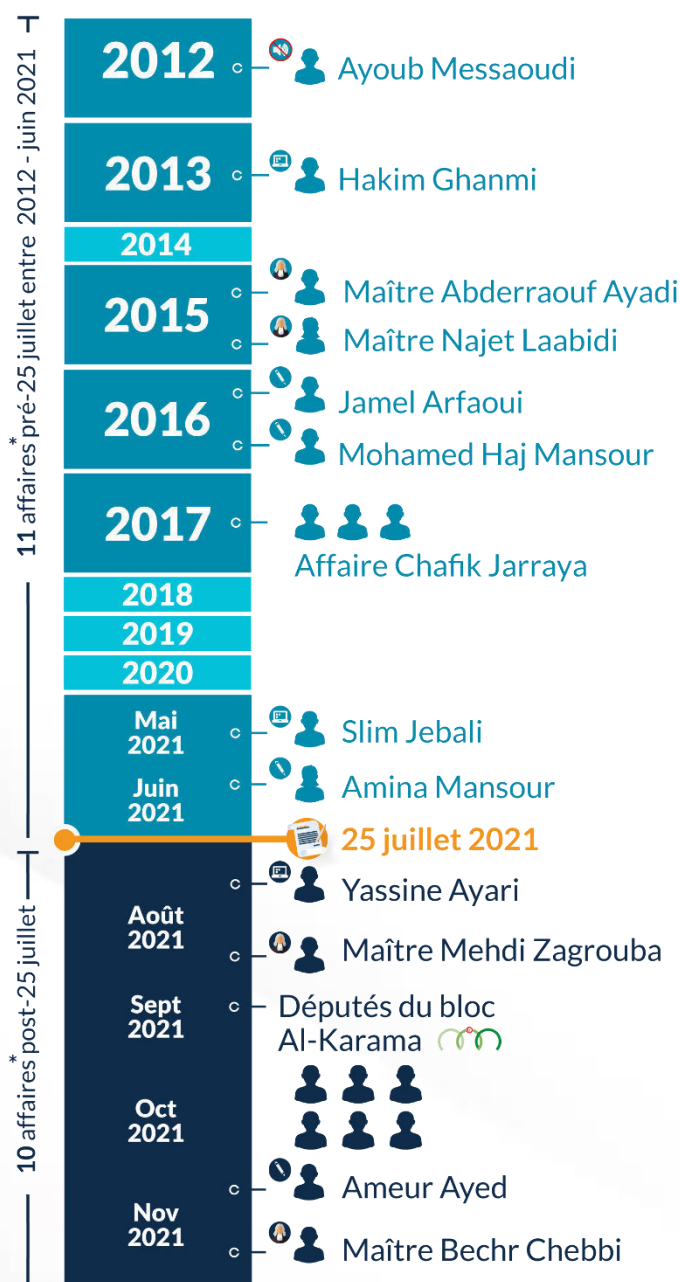 11 affaires* pré-25 juillet entre 2012 - juin 2021
2012
Ayoub Messaoudi
2013
Hakim Ghanmi
2014
2015
Maître Abderraouf Ayadi
Maître Najet Laabidi
2016
Jamel Arfaoui
Mohamed Haj Mansour
2017
Affaire Chafik Jarraya
2018
2019
2020
Mai
2021
Slim Jebali
Juin
2021
Amina Mansour
25 juillet 2021
10 affaires* post-25 juillet
Août
2021
Yassine Ayari
Maître Mehdi Zagrouba
Sept
2021
Députés du bloc
Al-Karama
Oct
2021
Nov
2021
Ameur Ayed
Maître Bechr Chebbi